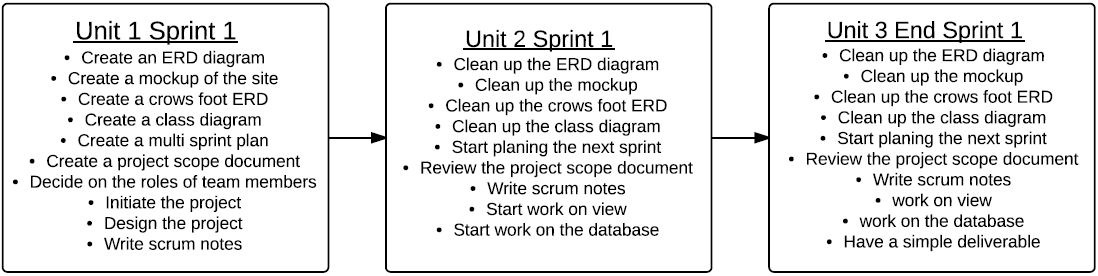 Unit 1 Sprint 1
• Create an ERD diagram
• Create a mockup of the site
• Create a crows foot ERD
• Create a class diagram
• Create a multi sprint plan
• Create a project scope document
• Decide on the roles of team members
• Initiate the project
• Design the project
• Write scrum notes
Unit 2 Sprint 1
• Clean up the ERD diagram
• Clean up the mockup
• Clean up the crows foot ERD
• Clean up the class diagram
• Start planing the next sprint
• Review the project scope document
• Write scrum notes
• Start work on view
• Start work on the database
Unit 3 End Sprint 1
• Clean up the ERD diagram
• Clean up the mockup
• Clean up the crows foot ERD
• Clean up the class diagram
• Start planing the next sprint
• Review the project scope document
• Write scrum notes
• work on view
• work on the database
• Have a simple deliverable